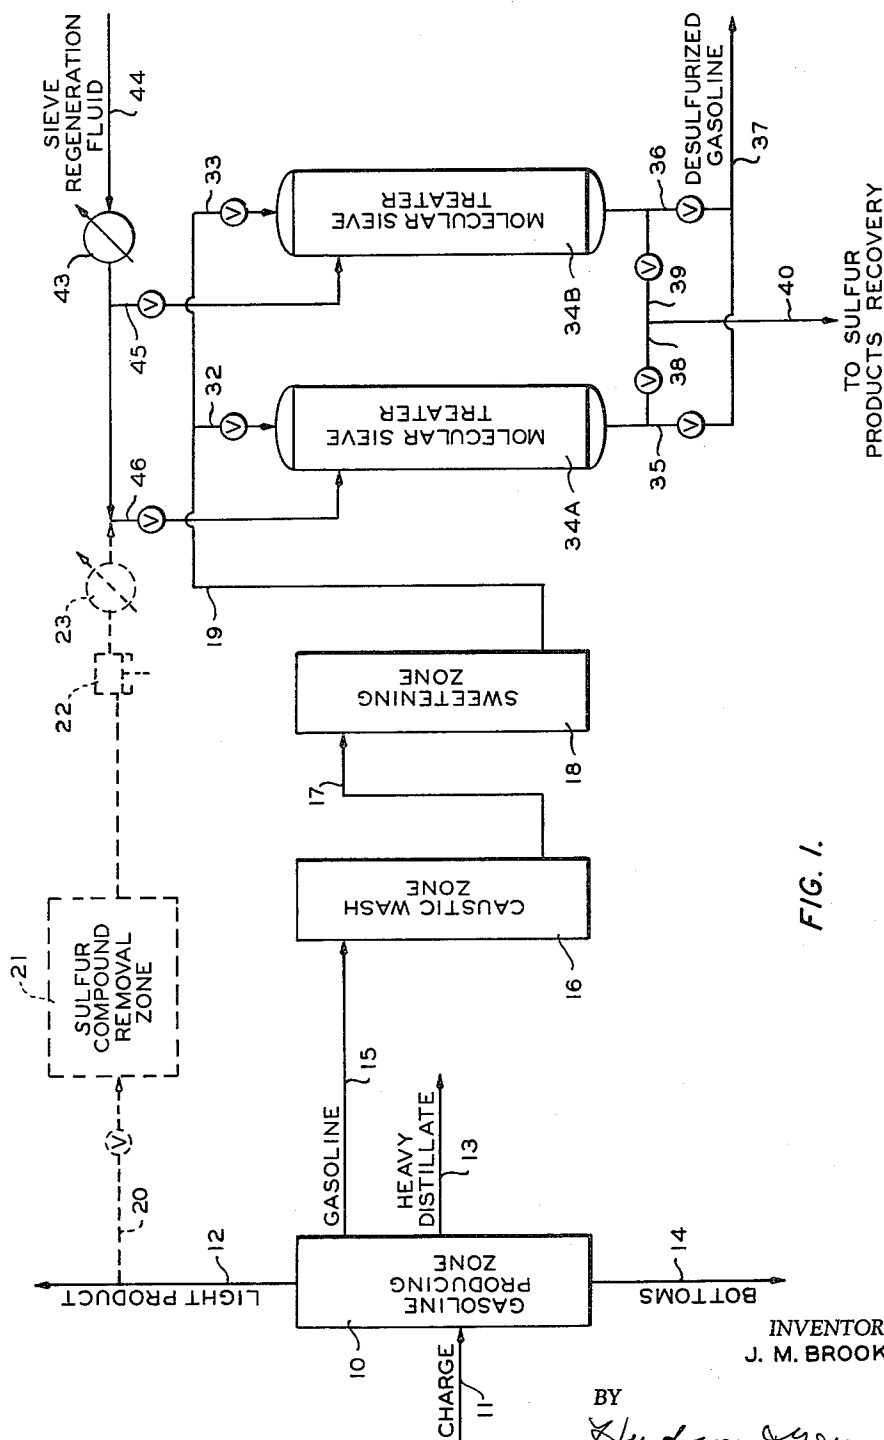 SIEVE
REGENERATION
FLUID
44
43
45
46
33
32
V
V
V
V
MOLECULAR SIEVE
TREATER
34B
MOLECULAR SIEVE
TREATER
34A
36
V
V
39
38
V
35
V
DESULFURIZED
GASOLINE
37
40
TO SULFUR
PRODUCTS RECOVERY
23
22
19
SWEETENING
ZONE
18
17
CAUSTIC WASH
ZONE
16
21
SULFUR
COMPOUND
REMOVAL
ZONE
V
20
12
LIGHT PRODUCT
GASOLINE
15
HEAVY
DISTILLATE
13
GASOLINE
PRODUCING
ZONE
10
CHARGE
11
14
BOTTOMS
FIG. 1.
INVENTOR
J. M. BROOK
BY